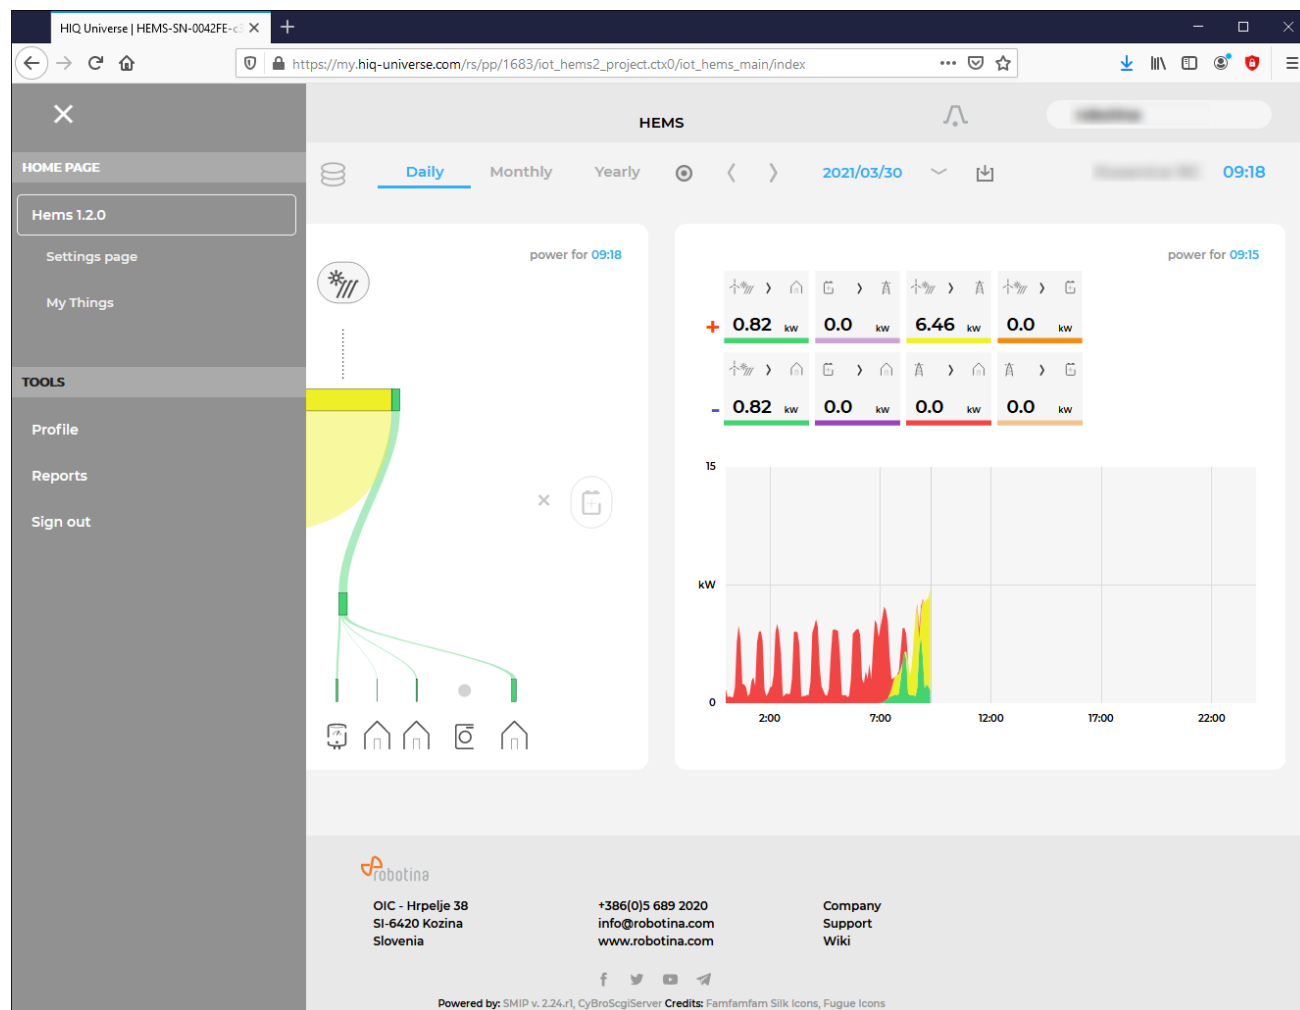 HIQ Universe | HEMS-SN-0042FE-c3
https://my.hiq-universe.com/rs/pp/1683/iot_hems2_project.ctx0/iot_hems_main/index
HEMS
HOME PAGE
Hems 1.2.0
Settings page
My Things
TOOLS
Profile
Reports
Sign out
Daily Monthly Yearly 2021/03/30 09:18
power for 09:18
power for 09:15
+ 0.82 kw 0.0 kw 6.46 kw 0.0 kw
- 0.82 kw 0.0 kw 0.0 kw 0.0 kw
15
kW
0
2:00 7:00 12:00 17:00 22:00
robotina
OIC - Hrpelje 38
SI-6420 Kozina
Slovenia
+386(0)5 689 2020
info@robotina.com
www.robotina.com
Company
Support
Wiki
Powered by: SMIP v. 2.24.r1, CyBroScgiServer Credits: Famfamfam Silk Icons, Fugue Icons